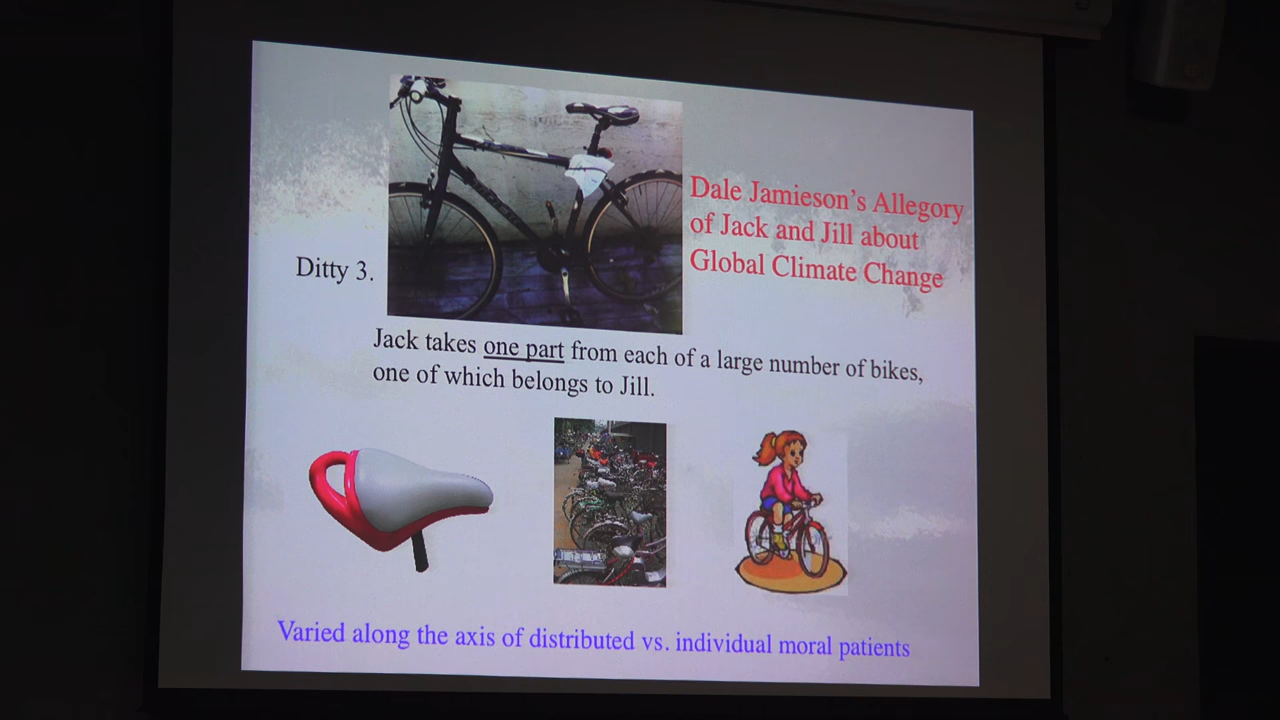 Dale Jamieson's Allegory
of Jack and Jill about
Global Climate Change
Ditty 3.
Jack takes one part from each of a large number of bikes,
one of which belongs to Jill.
Varied along the axis of distributed vs. individual moral patients